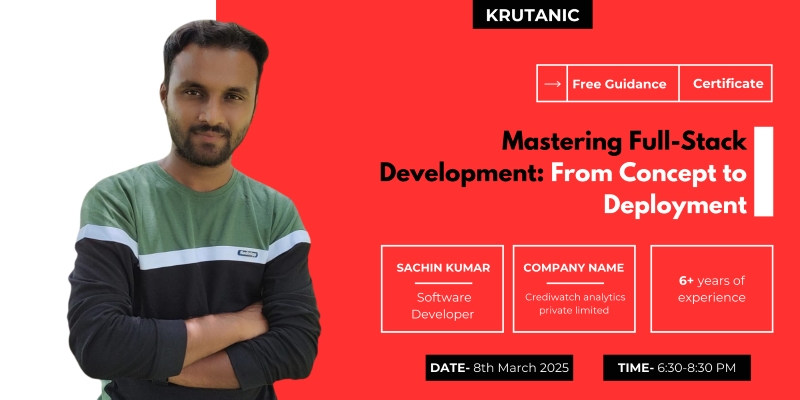 KRUTANIC
→ Free Guidance Certificate
Mastering Full-Stack
Development: From Concept to
Deployment
SACHIN KUMAR
Software
Developer
COMPANY NAME
Crediwatch analytics
private limited
6+ years of
experience
DATE- 8th March 2025
TIME- 6:30-8:30 PM